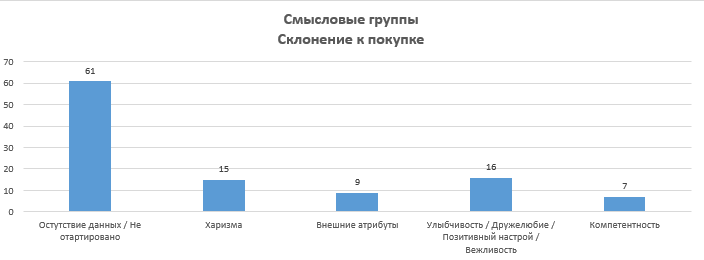 Смысловые группы
Склонение к покупке
70
60
50
40
30
20
10
0
61
15
9
16
7
Остутствие данных / Не
отартировано
Харизма
Внешние атрибуты
Улыбчивость / Дружелюбие /
Позитивный настрой /
Вежливость
Компетентность